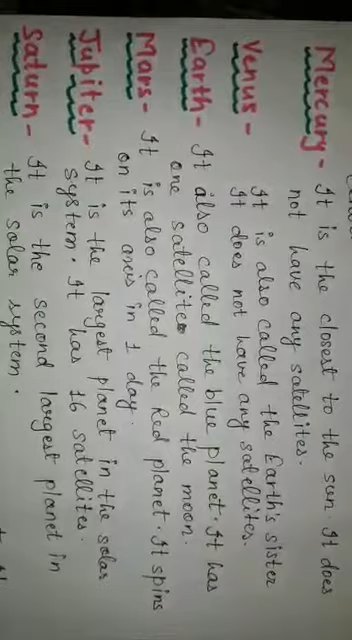 Mercury - It is the closest to the sun. It does
not have any satellites.
Venus - It is also called the Earth's sister
It does not have any satellites.
Earth - It also called the blue planet. It has
one satellite called the moon.
Mars - It is also called the Red planet. It spins
on its axis in 1 day.
Jupiter - It is the largest planet in the solar
system. It has 16 satellites.
Saturn - It is the second largest planet in
the solar system.